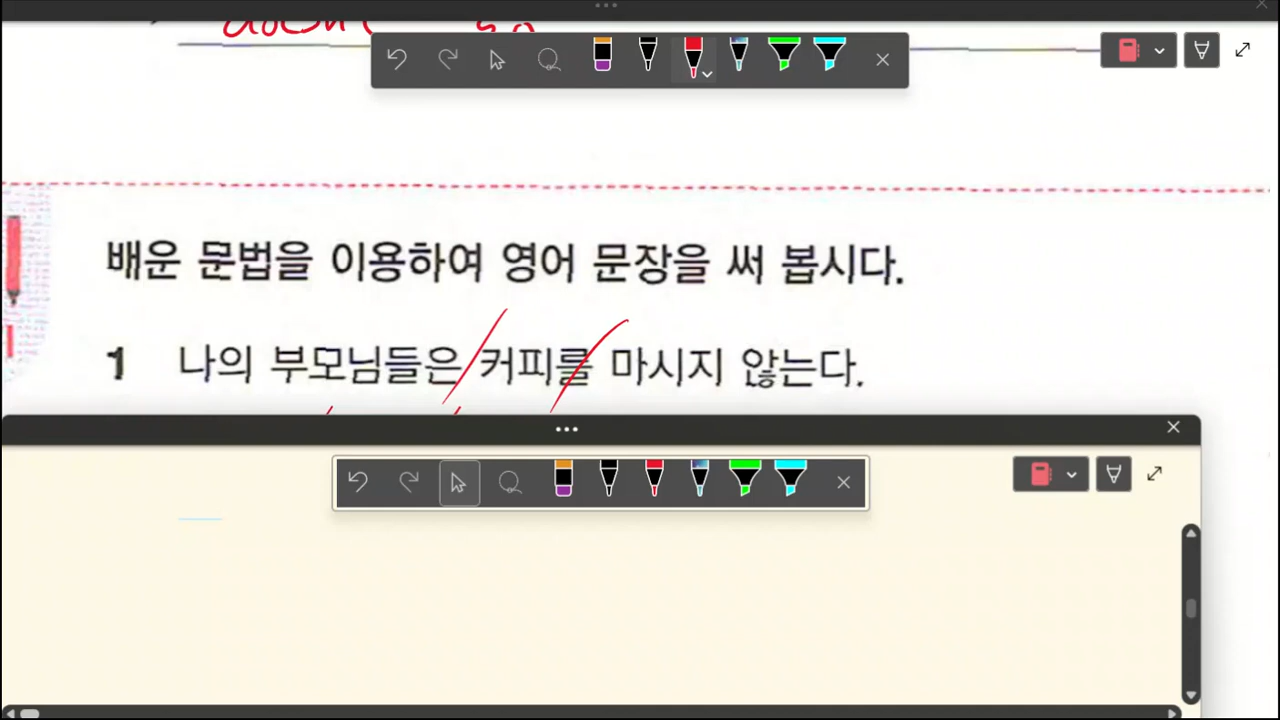 배운 문법을 이용하여 영어 문장을 써 봅시다.
1 나의 부모님들은 커피를 마시지 않는다.